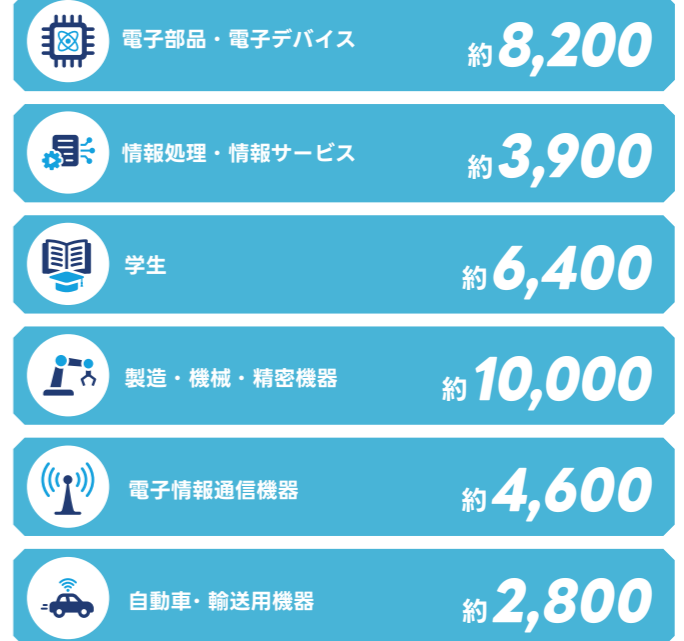 電子部品・電子デバイス 約8,200
情報処理・情報サービス 約3,900
学生 約6,400
製造・機械・精密機器 約10,000
電子情報通信機器 約4,600
自動車・輸送用機器 約2,800